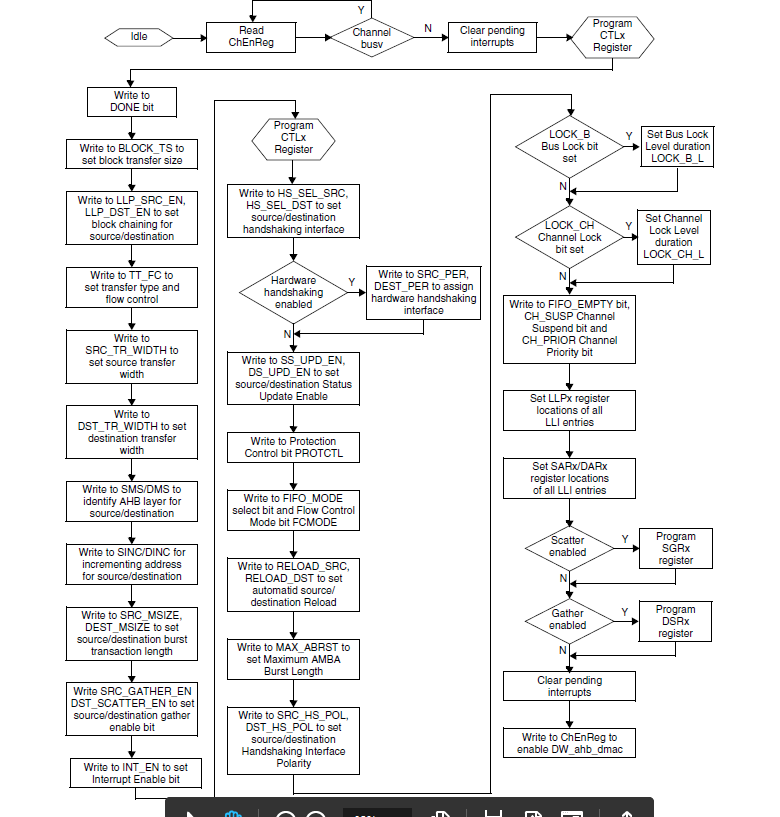 Y
Idle
Read
ChEnReg
Channel
busv
N
Clear pending
interrupts
Program
CTLx
Register
Write to
DONE bit
Write to BLOCK_TS to
set block transfer size
Write to LLP_SRC_EN,
LLP_DST_EN to set
block chaining for
source/destination
Write to TT_FC to
set transfer type and
flow control
Write to
SRC_TR_WIDTH to
set source transfer
width
Write to
DST_TR_WIDTH to set
destination transfer
width
Write to SMS/DMS to
identify AHB layer for
source/destination
Write to SINC/DINC for
incrementing address
for source/destination
Write to SRC_MSIZE,
DEST_MSIZE to set
source/destination burst
transaction length
Write SRC_GATHER_EN
DST_SCATTER_EN to set
source/destination gather
enable bit
Write to INT_EN to set
Interrupt Enable bit
Program
CTLx
Register
Write to HS_SEL_SRC,
HS_SEL_DST to set
source/destination
handshaking interface
Hardware
handshaking
enabled
Y
Write to SRC_PER,
DEST_PER to assign
hardware handshaking
interface
N
Write to SS_UPD_EN,
DS_UPD_EN to set
source/destination Status
Update Enable
Write to Protection
Control bit PROTCTL
Write to FIFO_MODE
select bit and Flow Control
Mode bit FCMODE
Write to RELOAD_SRC,
RELOAD_DST to set
automatid source/
destination Reload
Write to MAX_ABRST to
set Maximum AMBA
Burst Length
Write to SRC_HS_POL,
DST_HS_POL to set
source/destination
Handshaking Interface
Polarity
LOCK_B
Bus Lock bit
set
Y
Set Bus Lock
Level duration
LOCK_B_L
N
LOCK_CH
Channel Lock
bit set
Y
Set Channel
Lock Level
duration
LOCK_CH_L
N
Write to FIFO_EMPTY bit,
CH_SUSP Channel
Suspend bit and
CH_PRIOR Channel
Priority bit
Set LLPx register
locations of all
LLI entries
Set SARx/DARx
register locations
of all LLI entries
Scatter
enabled
Y
Program
SGRx
register
N
Gather
enabled
Y
Program
DSRx
register
N
Clear pending
interrupts
Write to ChEnReg to
enable DW_ahb_dmac